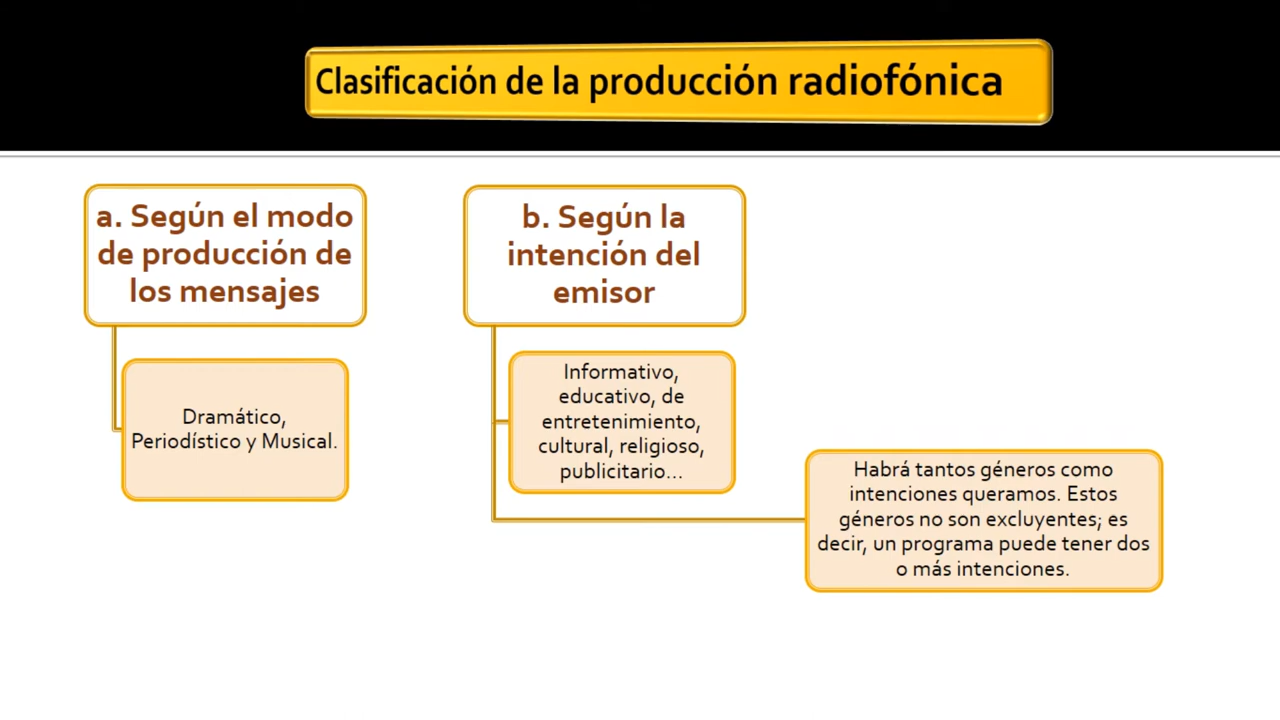 Clasificación de la producción radiofónica
a. Según el modo
de producción de
los mensajes
Dramático,
Periodístico y Musical.
b. Según la
intención del
emisor
Informativo,
educativo, de
entretenimiento,
cultural, religioso,
publicitario...
Habrá tantos géneros como
intenciones queramos. Estos
géneros no son excluyentes; es
decir, un programa puede tener dos
o más intenciones.